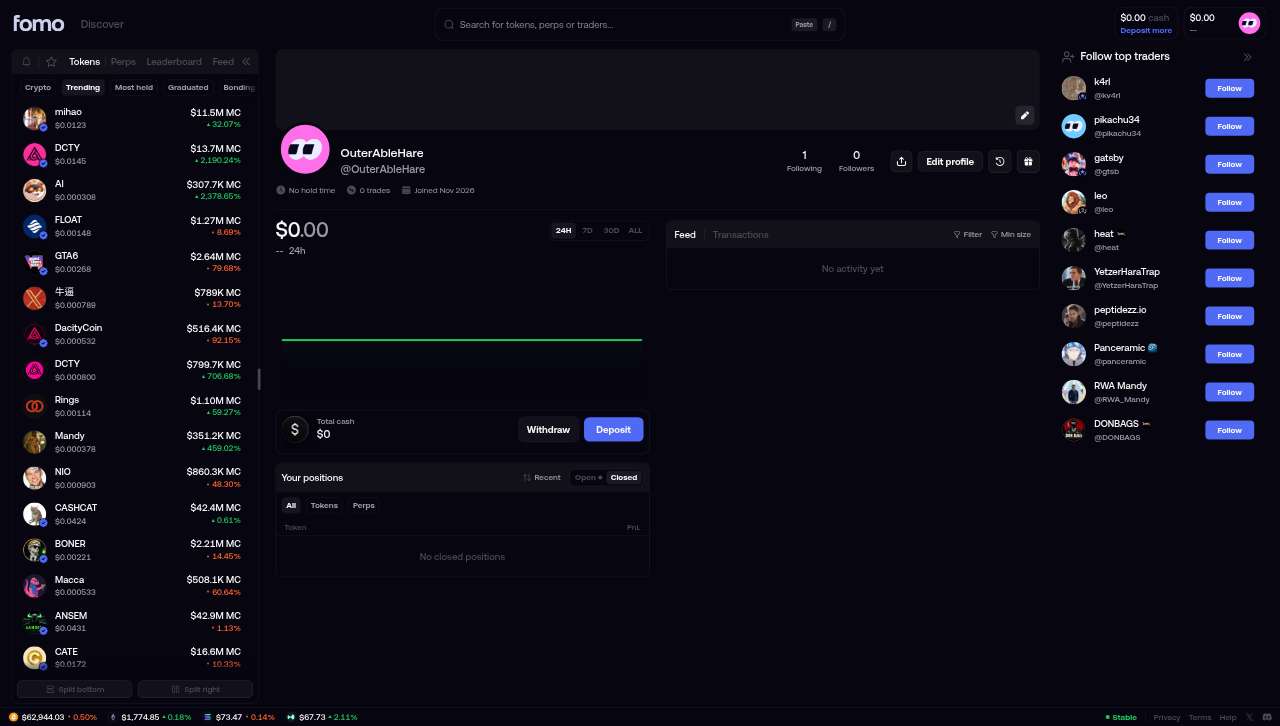 fomo
Discover
Search for tokens, perps or traders...
Paste
/
$0.00 cash
Deposit more
$0.00
—
Tokens Perps Leaderboard Feed
Crypto Trending Most held Graduated Bonding
mihao $11.5M MC
$0.0123 32.07%
DCTY $13.7M MC
$0.0145 2,190.24%
AI $307.7K MC
$0.000308 2,378.65%
FLOAT $1.27M MC
$0.00148 8.69%
GTA6 $2.64M MC
$0.00268 79.68%
牛逼 $789K MC
$0.000789 13.70%
DacityCoin $516.4K MC
$0.000532 92.15%
DCTY $799.7K MC
$0.000800 706.68%
Rings $1.10M MC
$0.00114 59.27%
Mandy $351.2K MC
$0.000378 459.02%
NIO $860.3K MC
$0.000903 48.30%
CASHCAT $42.4M MC
$0.0424 0.61%
BONER $2.21M MC
$0.00221 14.45%
Macca $508.1K MC
$0.000533 60.64%
ANSEM $42.9M MC
$0.0431 1.13%
CATE $16.6M MC
$0.0172 10.33%
Split bottom Split right
OuterAbleHare
@OuterAbleHare
1 Following
0 Followers
Edit profile
No hold time 0 trades Joined Nov 2026
$0.00
-- 24h
24H 7D 30D ALL
Total cash
$0
Withdraw Deposit
Your positions
Recent Open Closed
All Tokens Perps
Token PnL
No closed positions
Feed Transactions
Filter Min size
No activity yet
Follow top traders
k4rl
@kv4rl
Follow
pikachu34
@pikachu34
Follow
gatsby
@gtsb
Follow
leo
@leo
Follow
heat
@heat
Follow
YetzerHaraTrap
@YetzerHaraTrap
Follow
peptidezz.io
@peptidezz
Follow
Panceramic
@panceramic
Follow
RWA Mandy
@RWA_Mandy
Follow
DONBAGS
@DONBAGS
Follow
$62,944.03 0.50% $1,774.85 0.18% $73.47 0.14% $67.73 2.11%
Stable Privacy Terms Help